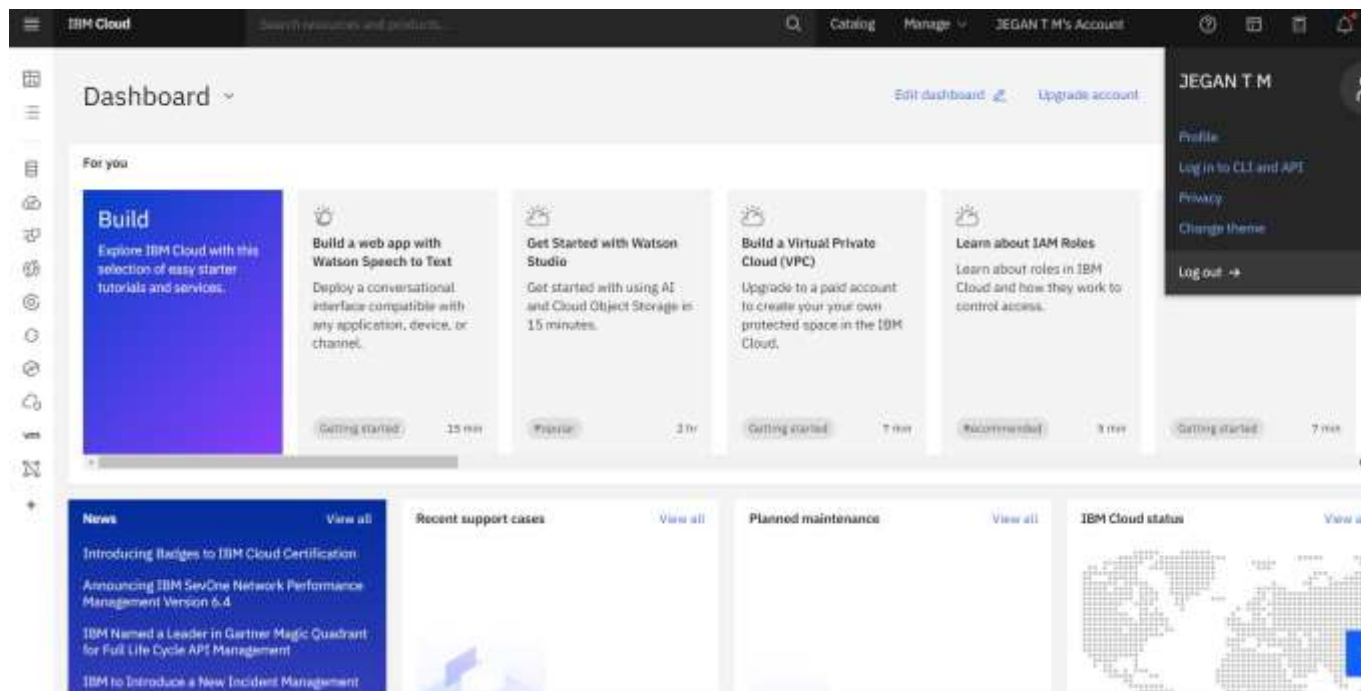 IBM Cloud
Search resources and products...
Catalog
Manage
JEGAN T M's Account
Dashboard
Edit dashboard
Upgrade account
JEGAN T M
Profile
Log in to CLI and API
Privacy
Change theme
Log out →
For you
Build
Explore IBM Cloud with this
selection of easy starter
tutorials and services.
Build a web app with
Watson Speech to Text
Deploy a conversational
interface compatible with
any application, device, or
channel.
Getting started
15 min
Get Started with Watson
Studio
Get started with using AI
and Cloud Object Storage in
15 minutes.
Popular
2 hr
Build a Virtual Private
Cloud (VPC)
Upgrade to a paid account
to create your your own
protected space in the IBM
Cloud.
Getting started
7 min
Learn about IAM Roles
Learn about roles in IBM
Cloud and how they work to
control access.
Recommended
min
Getting started
7 min
News
View all
Introducing Badges to IBM Cloud Certification
Announcing IBM SevOne Network Performance
Management Version 6.4
IBM Named a Leader in Gartner Magic Quadrant
for Full Life Cycle API Management
IBM to Introduce a New Incident Management
Recent support cases
View all
Planned maintenance
View all
IBM Cloud status
View a